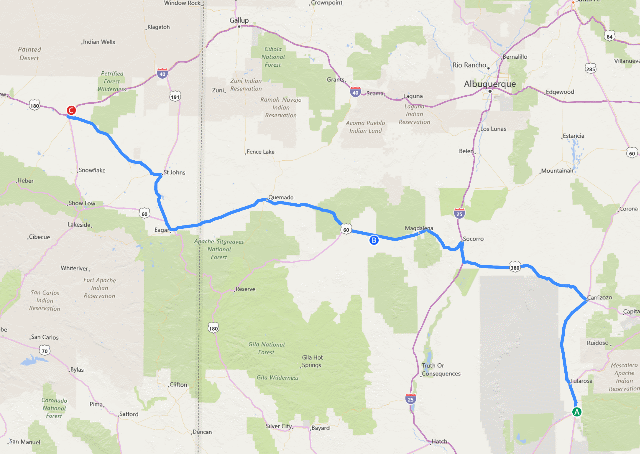 Window Rock
Crownpoint
Klagetoh
Gallup
64
Indian Wells
Painted
Desert
Cibola
National
Forest
Bernalillo
Rio Rancho
285
Villanueva
Petrified
Forest
Wilderness
40
Zuni
Zuni Indian
Reservation
Grants
Albuquerque
191
40
Laguna
Edgewood
180
C
Ramah Navajo
Indian
Reservation
Laguna
Indian
Reservation
Acoma Pueblo
Indian Land
Los Lunas
Estancia
Fence Lake
Belen
60
Snowflake
St Johns
Mountainair
Heber
Show Low
Quemado
Corona
60
25
Lakeside
Eagar
60
B
Magdalena
Socorro
Cibecue
Apache Sitgreaves
National
Forest
380
Whiteriver
Fort Apache
Indian
Reservation
San Carlos
Indian
Reservation
Reserve
Carrizozo
180
San Carlos
Gila National
Forest
Ruidoso
70
Gila Hot
Springs
Truth Or
Consequences
Mescalero
Apache
Indian
Reservation
Bylas
Gila Wilderness
Tularosa
Clifton
25
Coronado
National
Forest
Pima
Safford
A
Silver City
Bayard
Duncan
Hatch
San Manuel